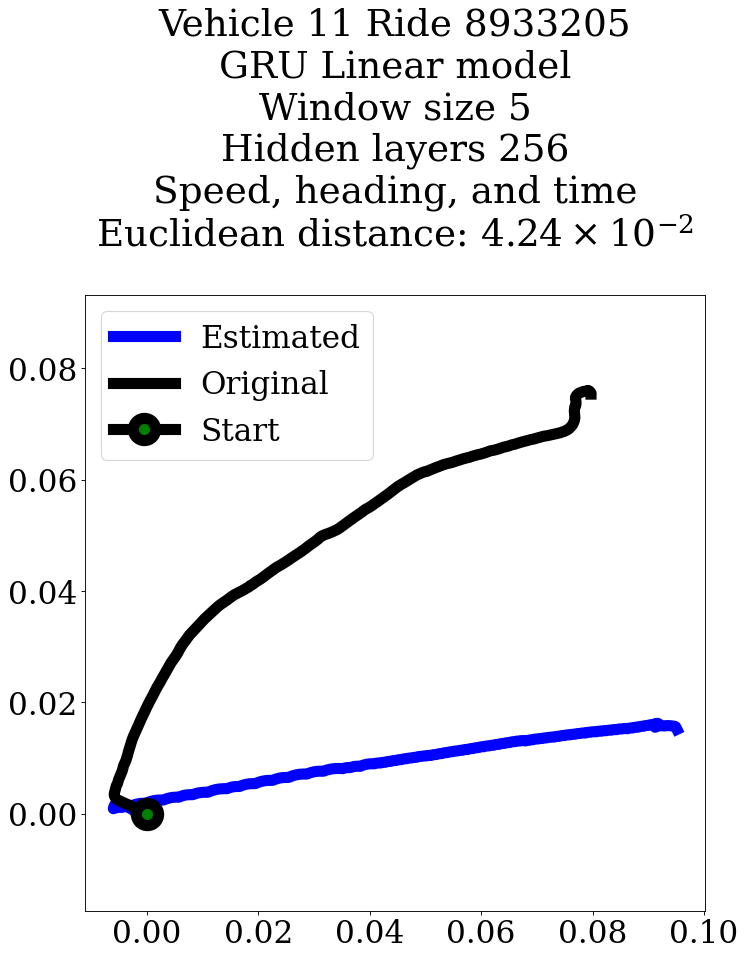 Vehicle 11 Ride 8933205
GRU Linear model
Window size 5
Hidden layers 256
Speed, heading, and time
Euclidean distance: 4.24 × 10⁻²
Estimated
Original
Start
0.08
0.06
0.04
0.02
0.00
0.00 0.02 0.04 0.06 0.08 0.10